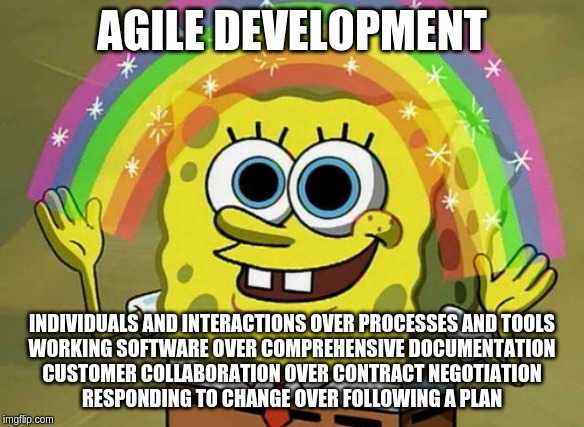 AGILE DEVELOPMENT
INDIVIDUALS AND INTERACTIONS OVER PROCESSES AND TOOLS
WORKING SOFTWARE OVER COMPREHENSIVE DOCUMENTATION
CUSTOMER COLLABORATION OVER CONTRACT NEGOTIATION
RESPONDING TO CHANGE OVER FOLLOWING A PLAN
imgflip.com